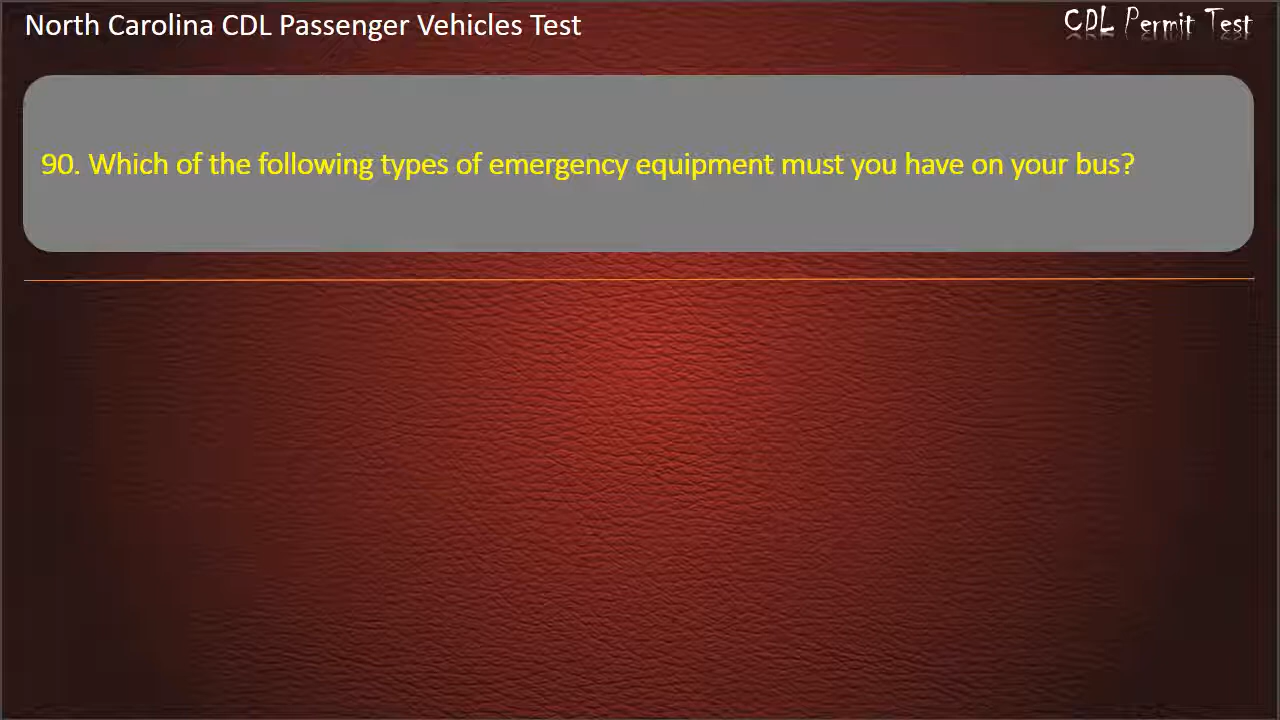 North Carolina CDL Passenger Vehicles Test
CDL Permit Test
90. Which of the following types of emergency equipment must you have on your bus?